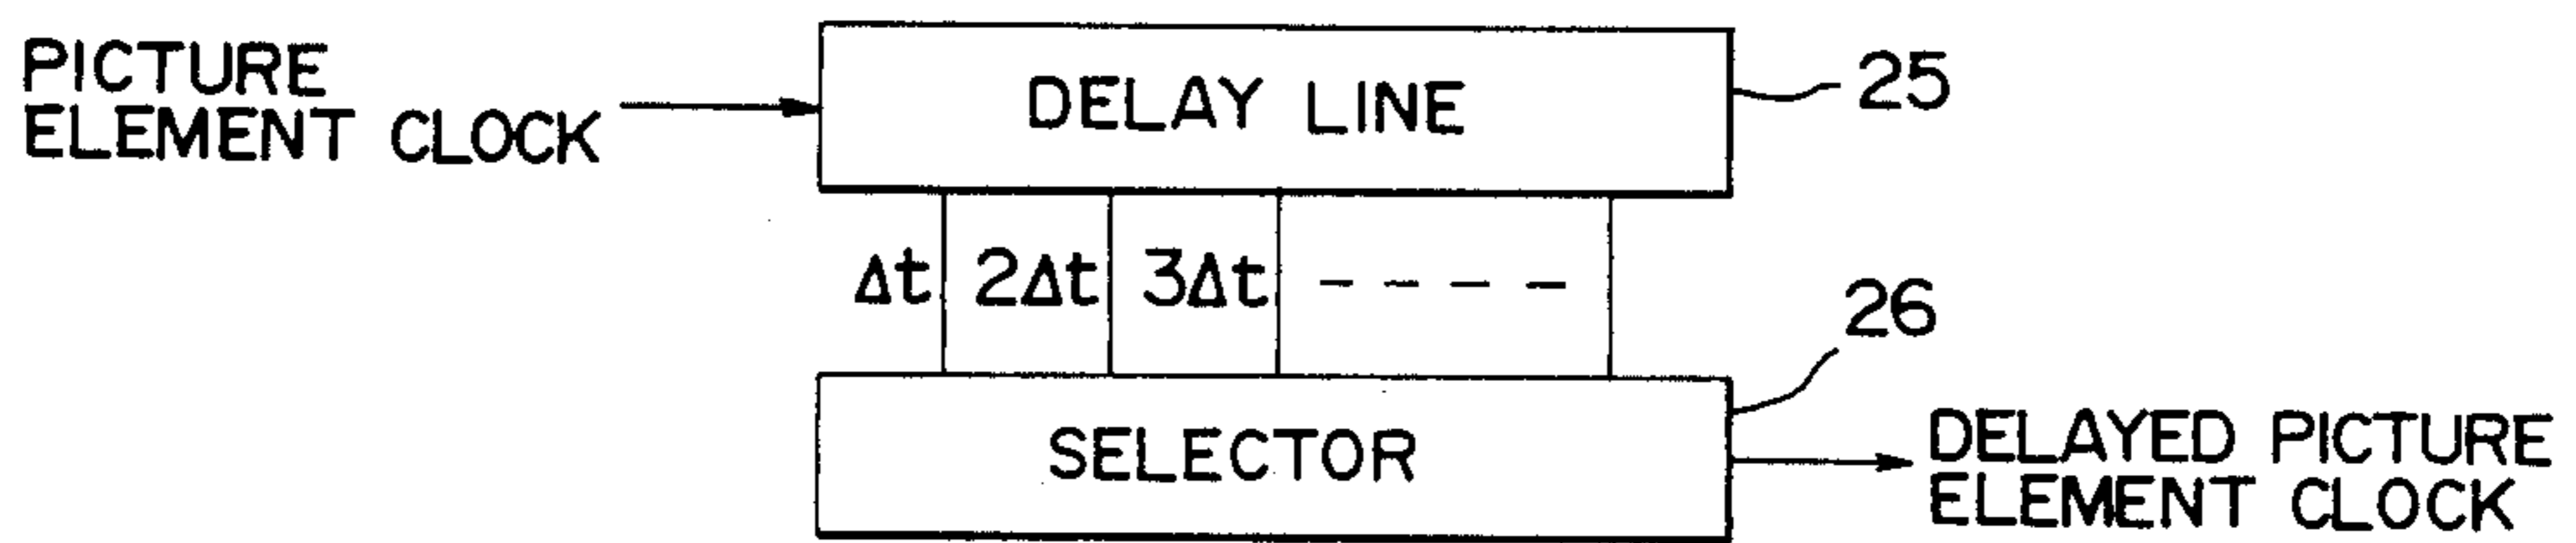 PICTURE
ELEMENT CLOCK
DELAY LINE
25
Δt 2Δt 3Δt ----
26
SELECTOR
DELAYED PICTURE
ELEMENT CLOCK